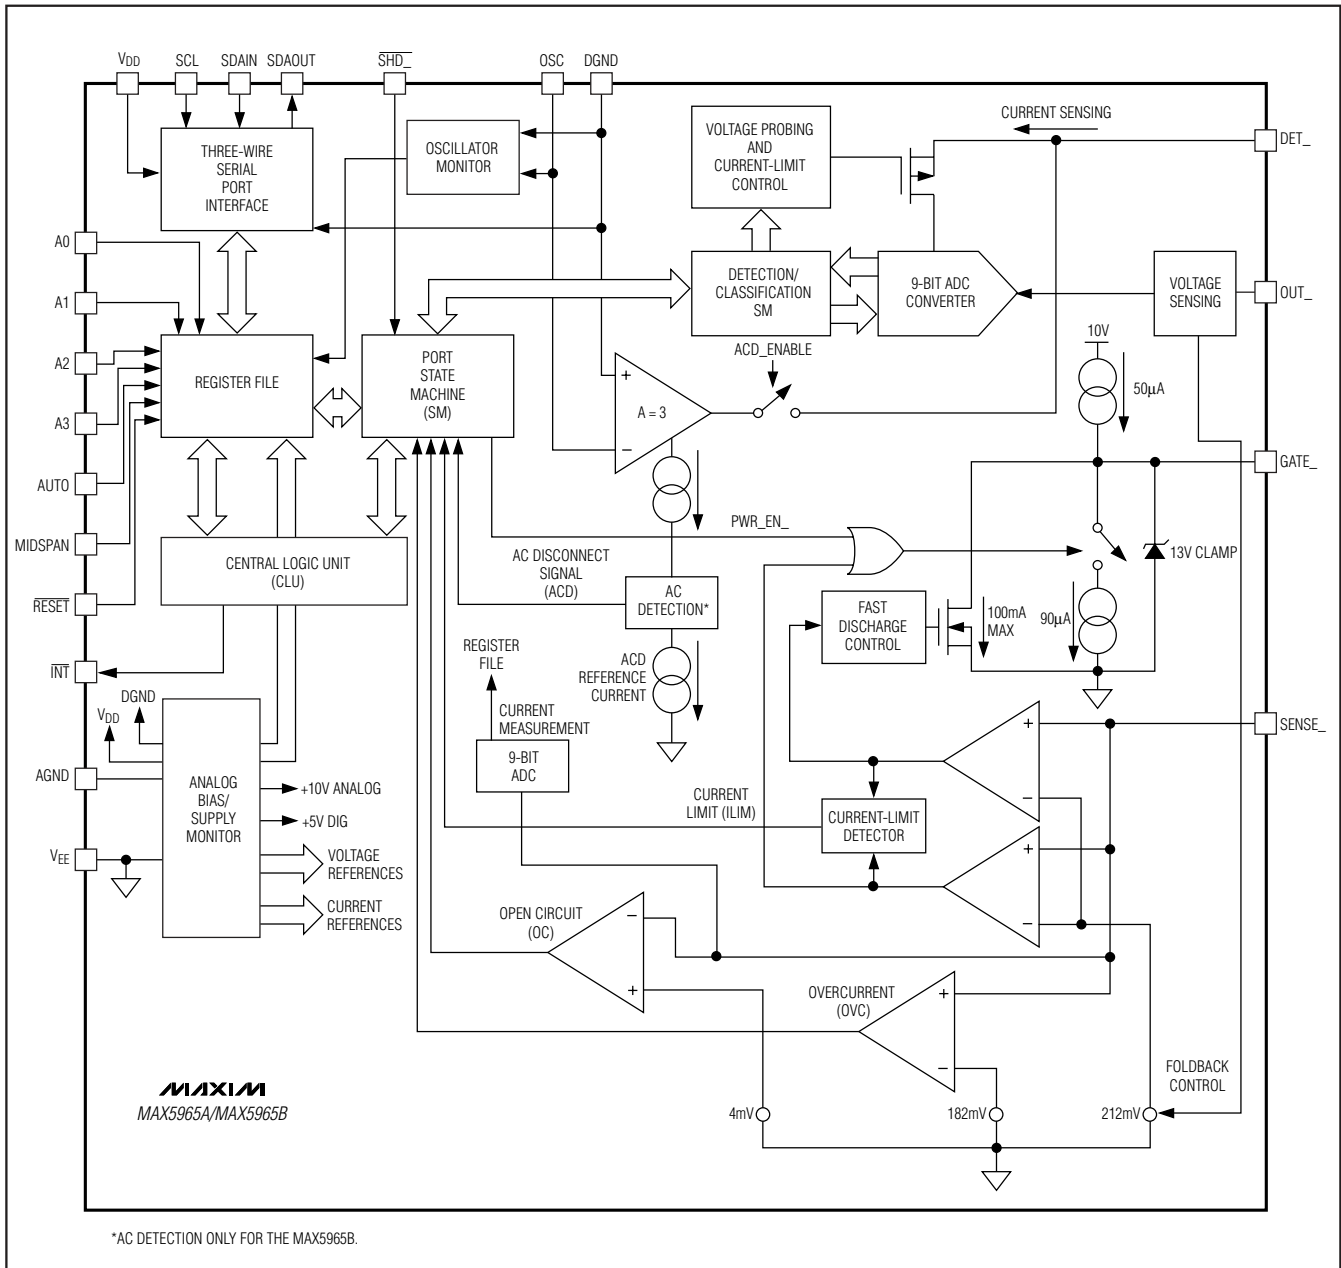 VDD
SCL
SDAIN
SDAOUT
SHD_
OSC
DGND
CURRENT SENSING
DET_
THREE-WIRE
SERIAL
PORT
INTERFACE
OSCILLATOR
MONITOR
VOLTAGE PROBING
AND
CURRENT-LIMIT
CONTROL
A0
A1
A2
A3
AUTO
MIDSPAN
RESET
INT
REGISTER FILE
PORT
STATE
MACHINE
(SM)
DETECTION/
CLASSIFICATION
SM
9-BIT ADC
CONVERTER
VOLTAGE
SENSING
OUT_
10V
50μA
ACD_ENABLE
+
A = 3
−
GATE_
PWR_EN_
13V CLAMP
CENTRAL LOGIC UNIT
(CLU)
AC DISCONNECT
SIGNAL
(ACD)
AC
DETECTION*
FAST
DISCHARGE
CONTROL
100mA
MAX
90μA
REGISTER
FILE
ACD
REFERENCE
CURRENT
CURRENT
MEASUREMENT
9-BIT
ADC
DGND
VDD
AGND
VEE
ANALOG
BIAS/
SUPPLY
MONITOR
+10V ANALOG
+5V DIG
VOLTAGE
REFERENCES
CURRENT
REFERENCES
SENSE_
+
−
CURRENT
LIMIT (ILIM)
CURRENT-LIMIT
DETECTOR
+
−
OPEN CIRCUIT
(OC)
−
+
OVERCURRENT
(OVC)
+
−
FOLDBACK
CONTROL
4mV
182mV
212mV
MAXIM
MAX5965A/MAX5965B
*AC DETECTION ONLY FOR THE MAX5965B.